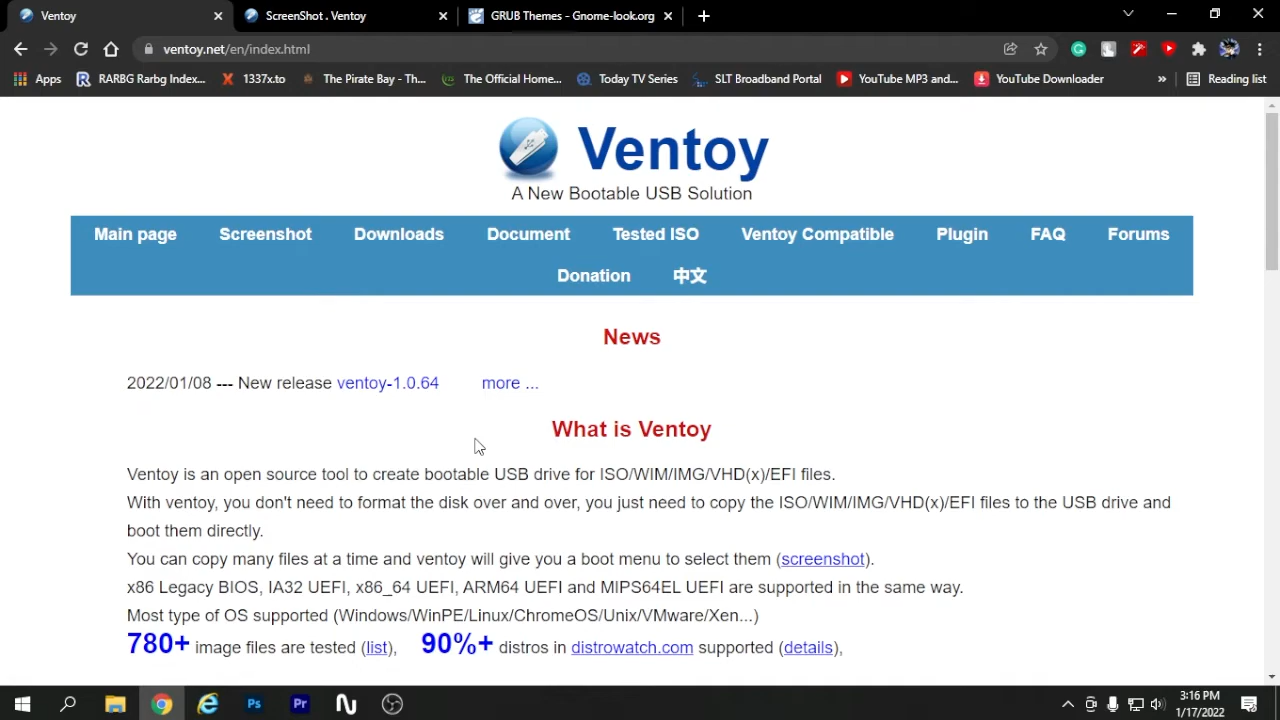 Ventoy
ScreenShot . Ventoy
GRUB Themes - Gnome-look.org
ventoy.net/en/index.html
Apps
RARBG Rarbg Index...
1337x.to
The Pirate Bay - Th...
The Official Home...
Today TV Series
SLT Broadband Portal
YouTube MP3 and...
YouTube Downloader
»
Reading list
Ventoy
A New Bootable USB Solution
Main page
Screenshot
Downloads
Document
Tested ISO
Ventoy Compatible
Plugin
FAQ
Forums
Donation
中文
News
2022/01/08 --- New release ventoy-1.0.64 more ...
What is Ventoy
Ventoy is an open source tool to create bootable USB drive for ISO/WIM/IMG/VHD(x)/EFI files.
With ventoy, you don't need to format the disk over and over, you just need to copy the ISO/WIM/IMG/VHD(x)/EFI files to the USB drive and
boot them directly.
You can copy many files at a time and ventoy will give you a boot menu to select them (screenshot).
x86 Legacy BIOS, IA32 UEFI, x86_64 UEFI, ARM64 UEFI and MIPS64EL UEFI are supported in the same way.
Most type of OS supported (Windows/WinPE/Linux/ChromeOS/Unix/VMware/Xen...)
780+ image files are tested (list), 90%+ distros in distrowatch.com supported (details),
Ps
Pr
3:16 PM
1/17/2022